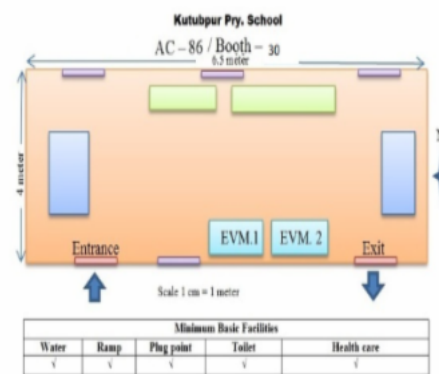 Kutubpur Pry. School
AC – 86 / Booth – 30
6.5 meter
4 meter
EVM.1 EVM. 2
Entrance Exit
Scale 1 cm = 1 meter
Minimum Basic Facilities
Water Ramp Plug point Toilet Health care
√ √ √ √ √